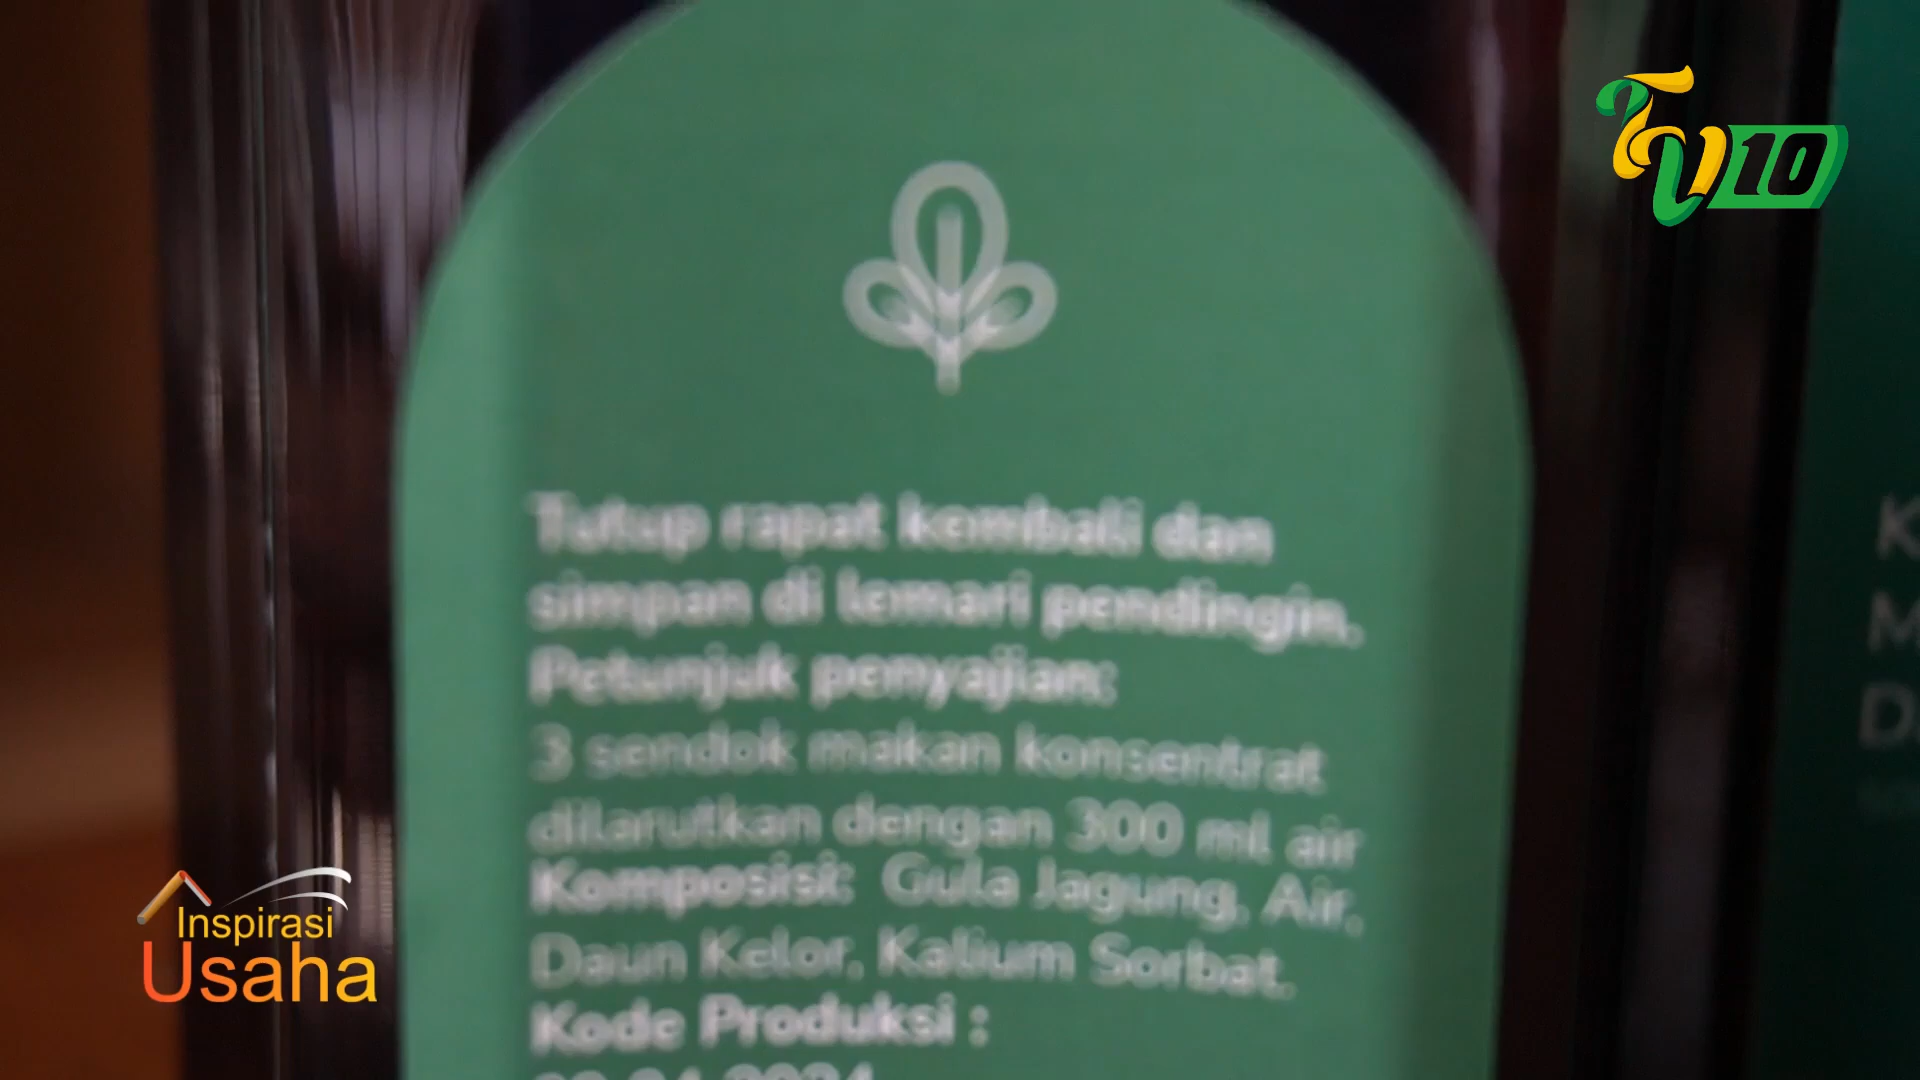 TV10
Tutup rapat kembali dan
simpan di lemari pendingin.
Petunjuk penyajian:
3 sendok makan konsentrat
dilarutkan dengan 300 ml air
Komposisi: Gula Jagung, Air,
Daun Kelor, Kalium Sorbat.
Kode Produksi :
Inspirasi
Usaha